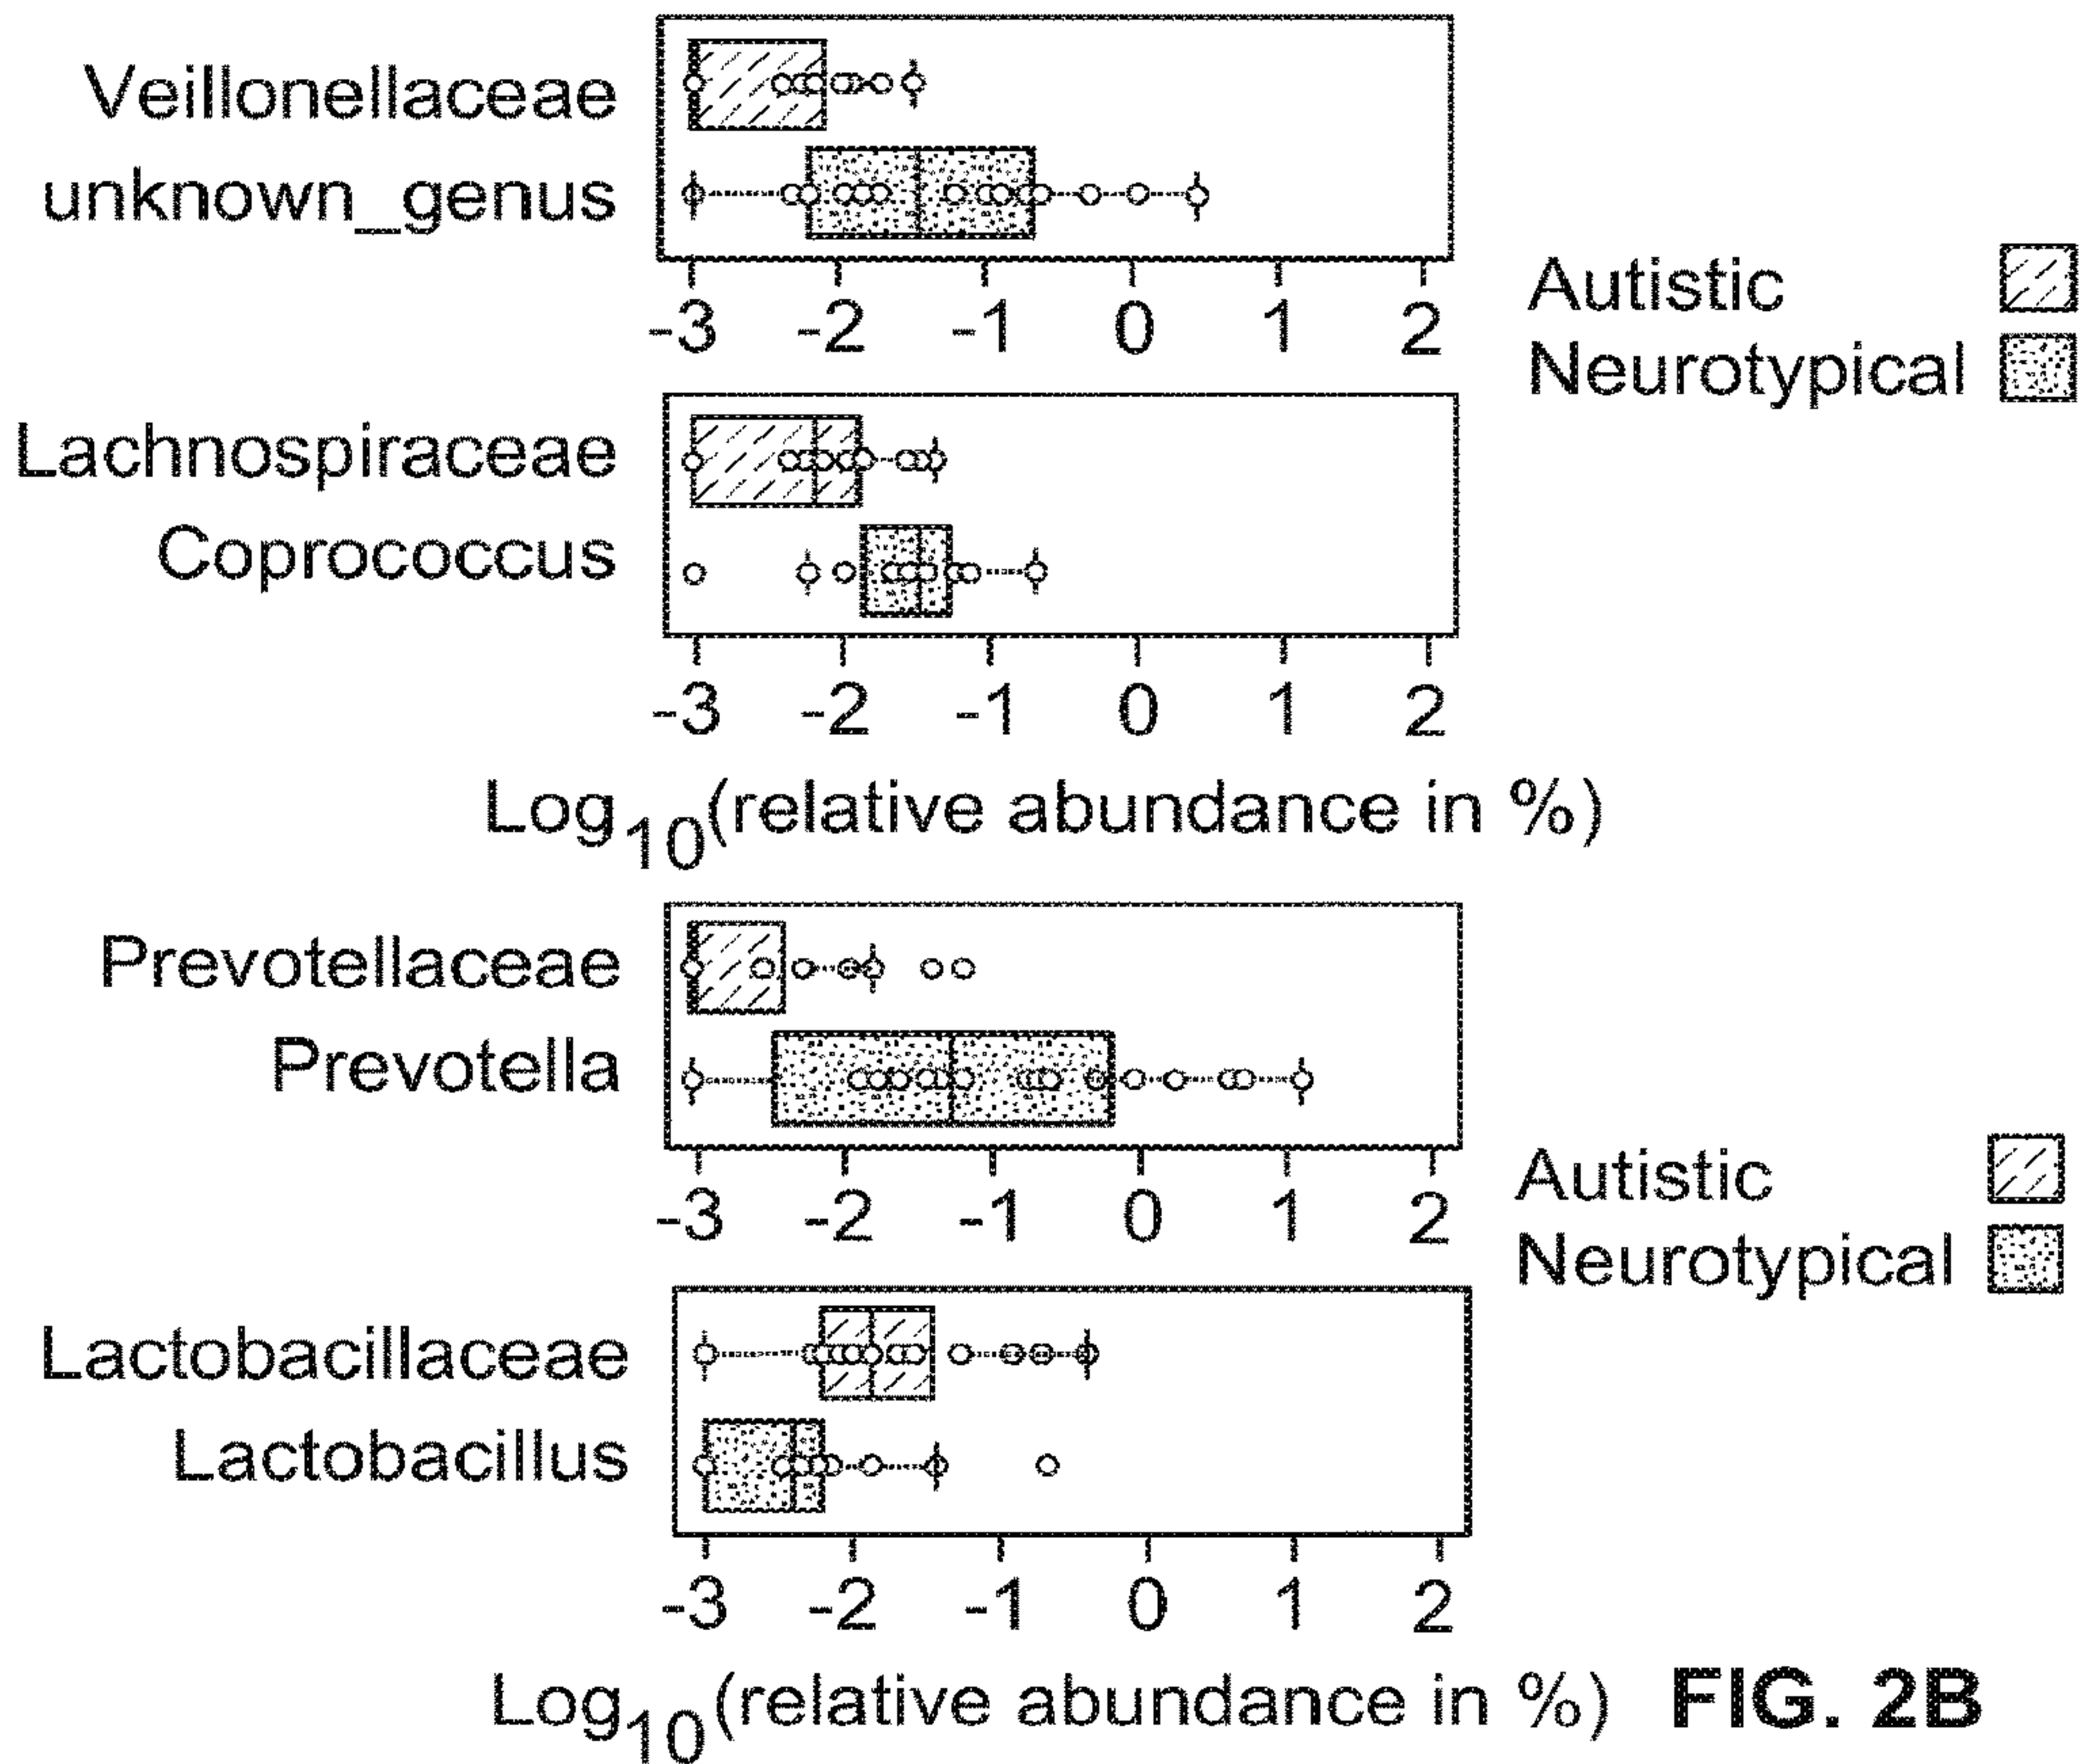 Veillonellaceae
unknown_genus
-3 -2 -1 0 1 2
Autistic
Neurotypical
Lachnospiraceae
Coprococcus
-3 -2 -1 0 1 2
Log10(relative abundance in %)
Prevotellaceae
Prevotella
-3 -2 -1 0 1 2
Autistic
Neurotypical
Lactobacillaceae
Lactobacillus
-3 -2 -1 0 1 2
Log10(relative abundance in %) FIG. 2B